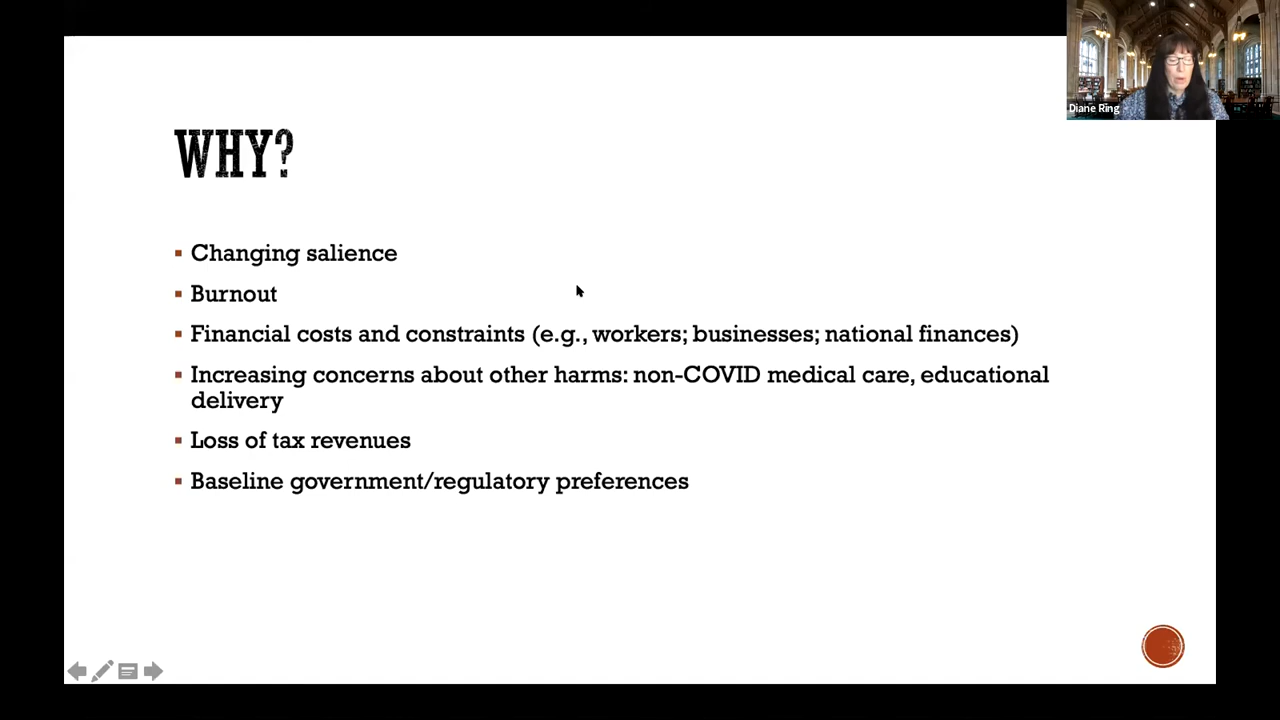 Diane Ring
WHY?
Changing salience
Burnout
Financial costs and constraints (e.g., workers; businesses; national finances)
Increasing concerns about other harms: non-COVID medical care, educational
delivery
Loss of tax revenues
Baseline government/regulatory preferences